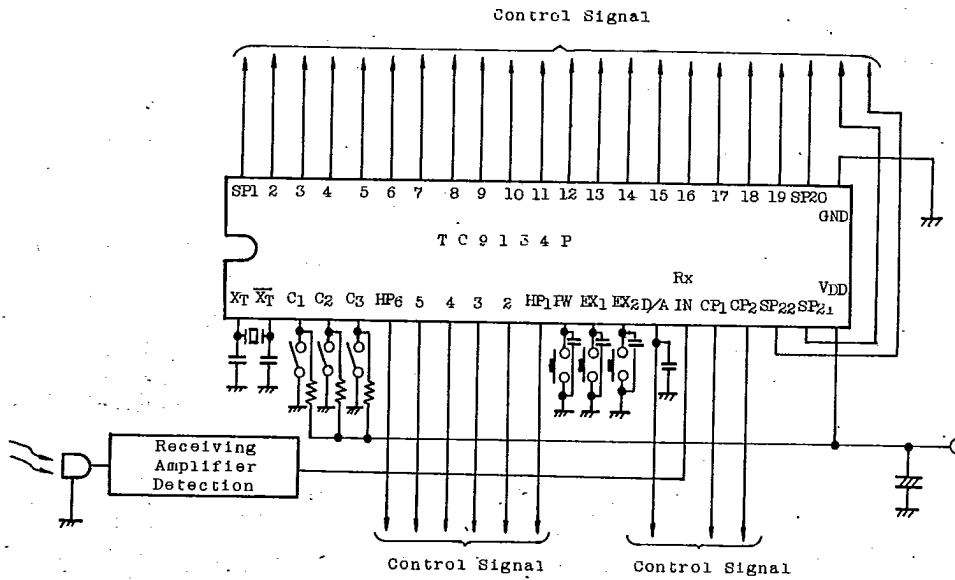 Control Signal
SP1 2 3 4 5 6 7 8 9 10 11 12 13 14 15 16 17 18 19 SP20
GND
TC9134P
Rx
VDD
XT X̅T̅ C1 C2 C3 HP6 5 4 3 2 HP1 PW EX1 EX2 D/A IN CP1 CP2 SP22 SP21
Receiving
Amplifier
Detection
Control Signal
Control Signal